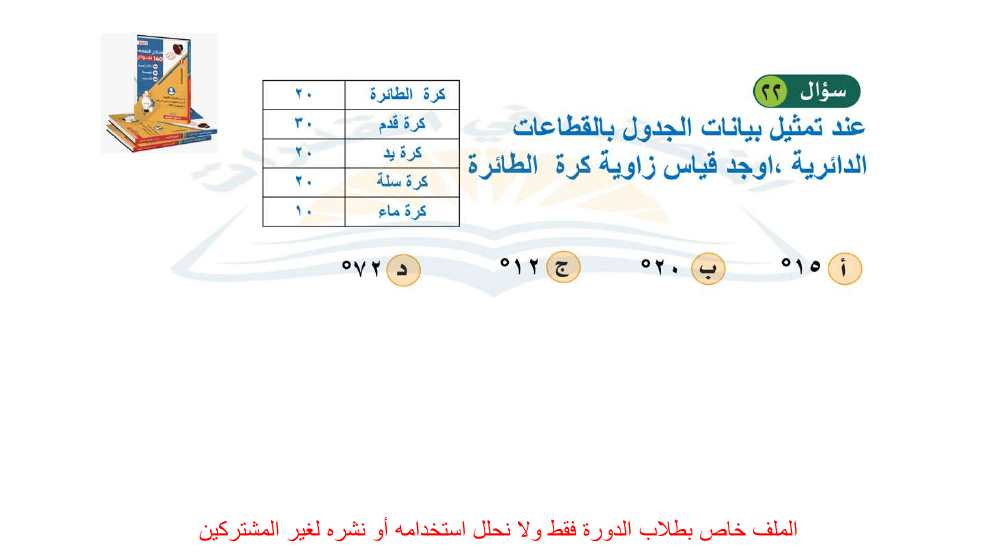 سؤال ٢٢
عند تمثيل بيانات الجدول بالقطاعات
الدائرية ،اوجد قياس زاوية كرة الطائرة
كرة الطائرة ٢٠
كرة قدم ٣٠
كرة يد ٢٠
كرة سلة ٢٠
كرة ماء ١٠
أ ١٥° ب ٢٠° ج ١٢° د ٧٢°
الملف خاص بطلاب الدورة فقط ولا نحلل استخدامه أو نشره لغير المشتركين